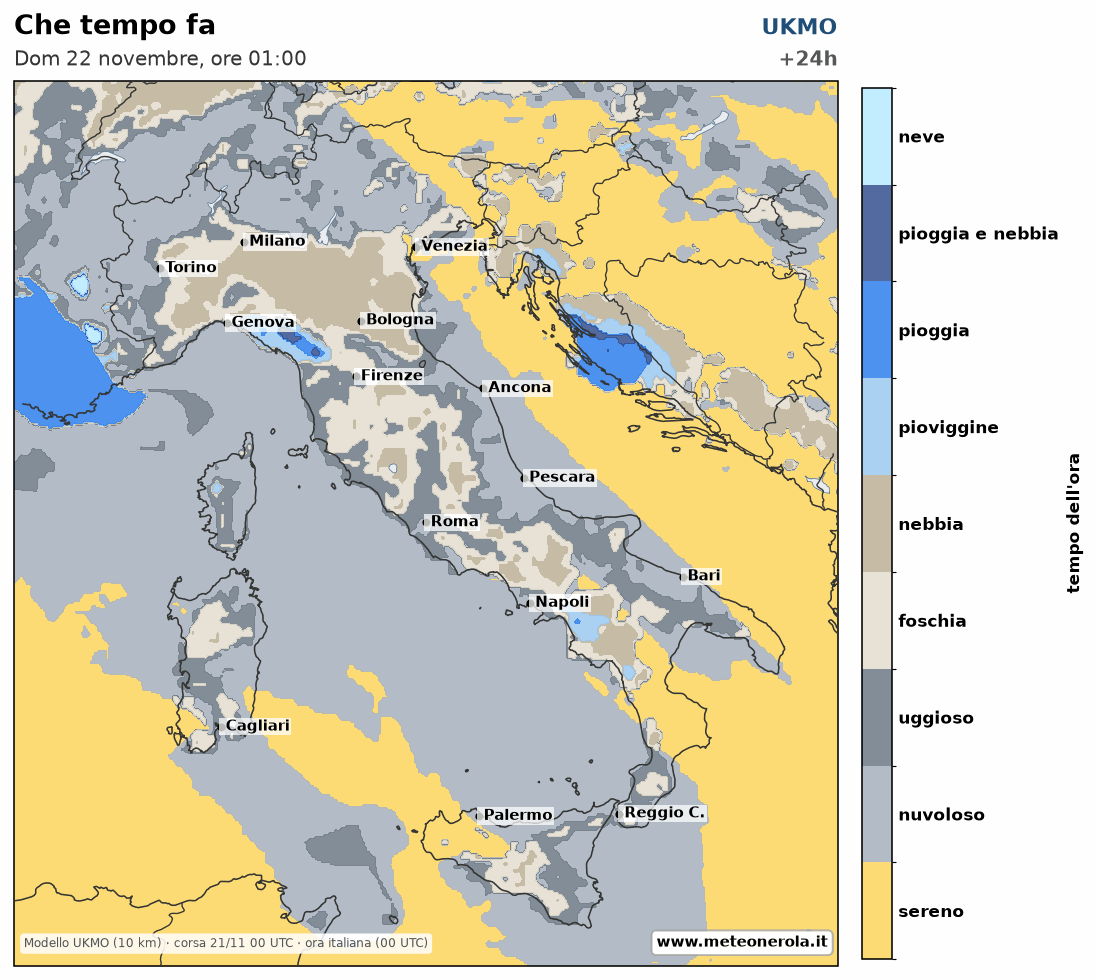 Che tempo fa
UKMO
Dom 22 novembre, ore 01:00
+24h
neve
pioggia e nebbia
pioggia
pioviggine
nebbia
foschia
uggioso
nuvoloso
sereno
tempo dell'ora
Milano
Venezia
Torino
Genova
Bologna
Firenze
Ancona
Pescara
Roma
Bari
Napoli
Cagliari
Palermo
Reggio C.
Modello UKMO (10 km) · corsa 21/11 00 UTC · ora italiana (00 UTC)
www.meteonerola.it